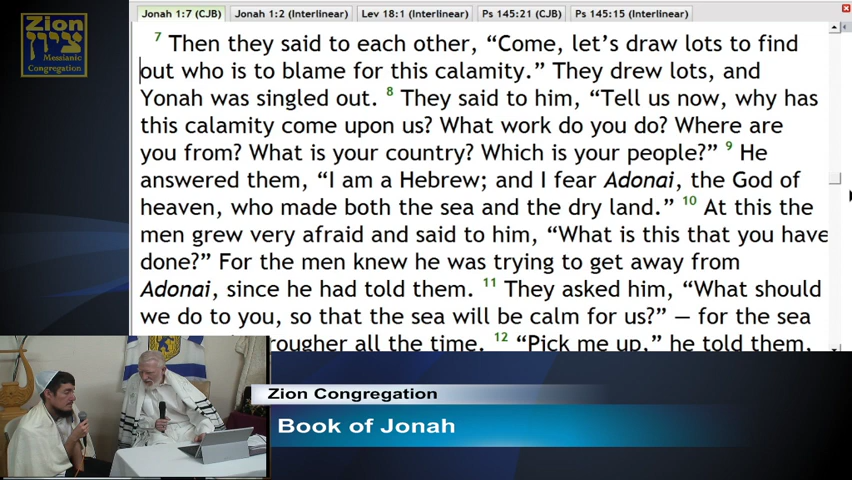 Zion
ציון
Messianic
Congregation
Jonah 1:7 (CJB)
Jonah 1:2 (Interlinear)
Lev 18:1 (Interlinear)
Ps 145:21 (CJB)
Ps 145:15 (Interlinear)
7 Then they said to each other, “Come, let’s draw lots to find
out who is to blame for this calamity.” They drew lots, and
Yonah was singled out. 8 They said to him, “Tell us now, why has
this calamity come upon us? What work do you do? Where are
you from? What is your country? Which is your people?” 9 He
answered them, “I am a Hebrew; and I fear Adonai, the God of
heaven, who made both the sea and the dry land.” 10 At this the
men grew very afraid and said to him, “What is this that you have
done?” For the men knew he was trying to get away from
Adonai, since he had told them. 11 They asked him, “What should
we do to you, so that the sea will be calm for us?” — for the sea
rougher all the time. 12 “Pick me up,” he told them,
Zion Congregation
Book of Jonah